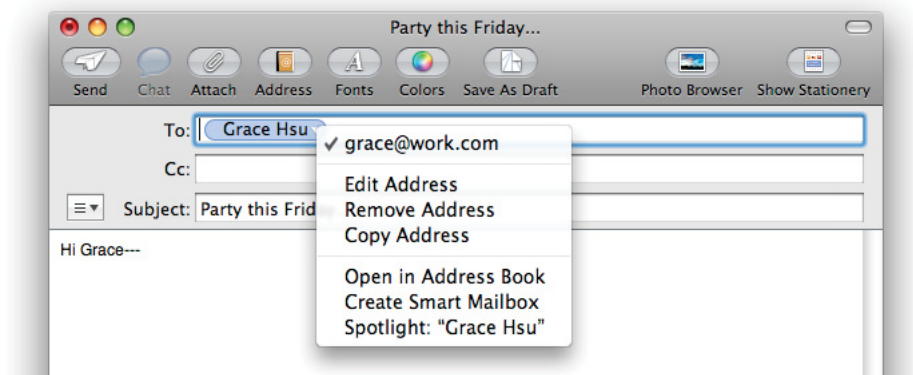 Party this Friday...
Send Chat Attach Address Fonts Colors Save As Draft Photo Browser Show Stationery
To: Grace Hsu
✓ grace@work.com
Cc:
Edit Address
Subject: Party this Frid
Remove Address
Copy Address
Hi Grace---
Open in Address Book
Create Smart Mailbox
Spotlight: “Grace Hsu”